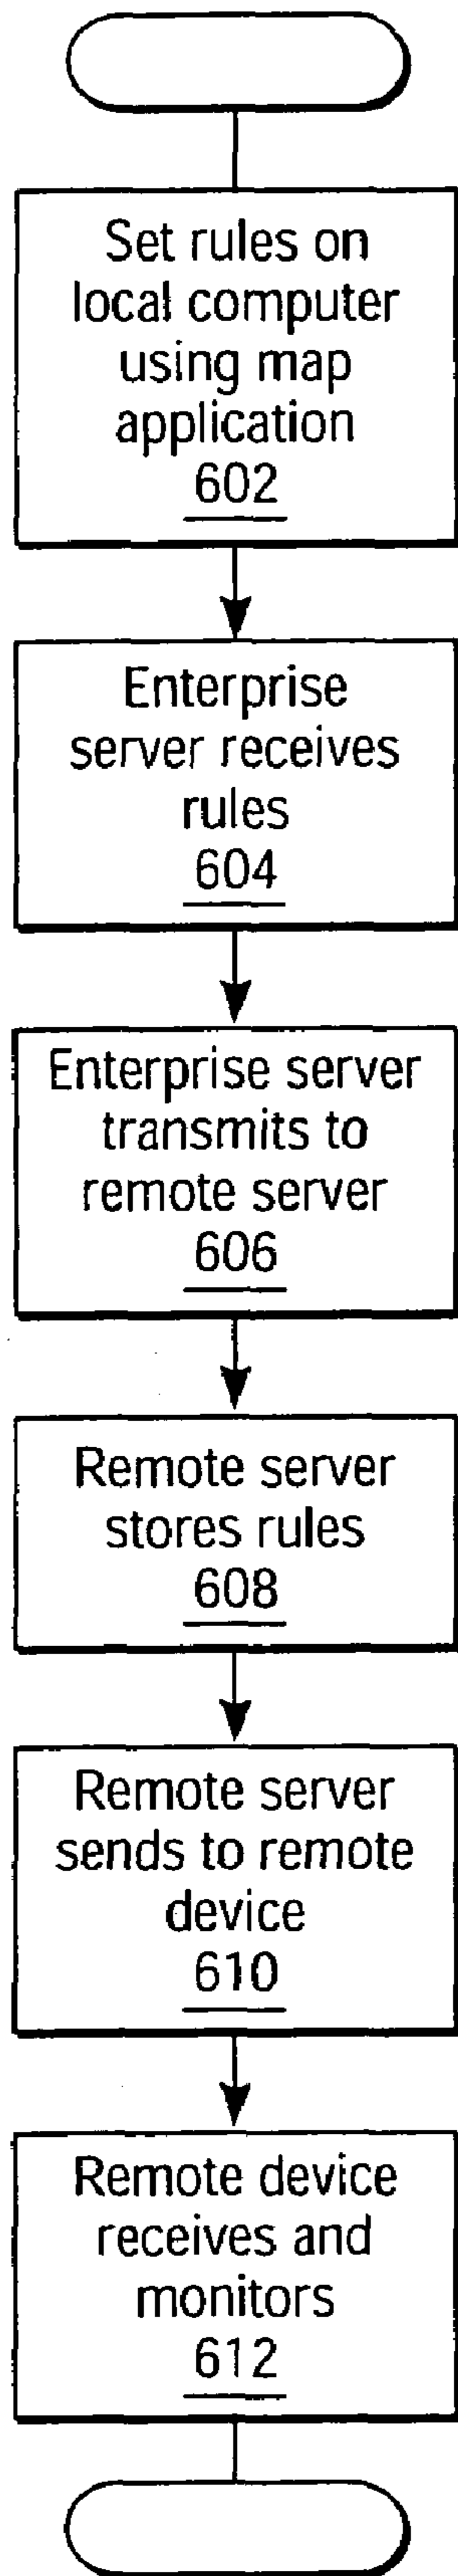 Set rules on
local computer
using map
application
602
Enterprise
server receives
rules
604
Enterprise server
transmits to
remote server
606
Remote server
stores rules
608
Remote server
sends to remote
device
610
Remote device
receives and
monitors
612